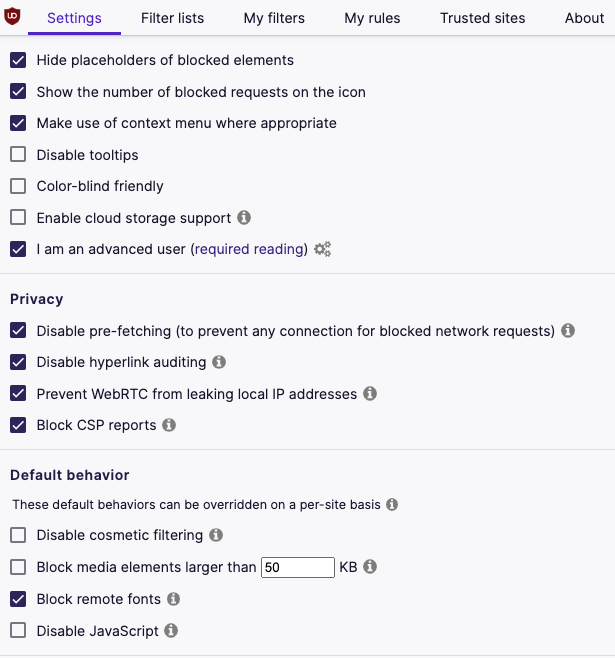 Settings Filter lists My filters My rules Trusted sites About
Hide placeholders of blocked elements
Show the number of blocked requests on the icon
Make use of context menu where appropriate
Disable tooltips
Color-blind friendly
Enable cloud storage support
I am an advanced user (required reading)
Privacy
Disable pre-fetching (to prevent any connection for blocked network requests)
Disable hyperlink auditing
Prevent WebRTC from leaking local IP addresses
Block CSP reports
Default behavior
These default behaviors can be overridden on a per-site basis
Disable cosmetic filtering
Block media elements larger than 50 KB
Block remote fonts
Disable JavaScript